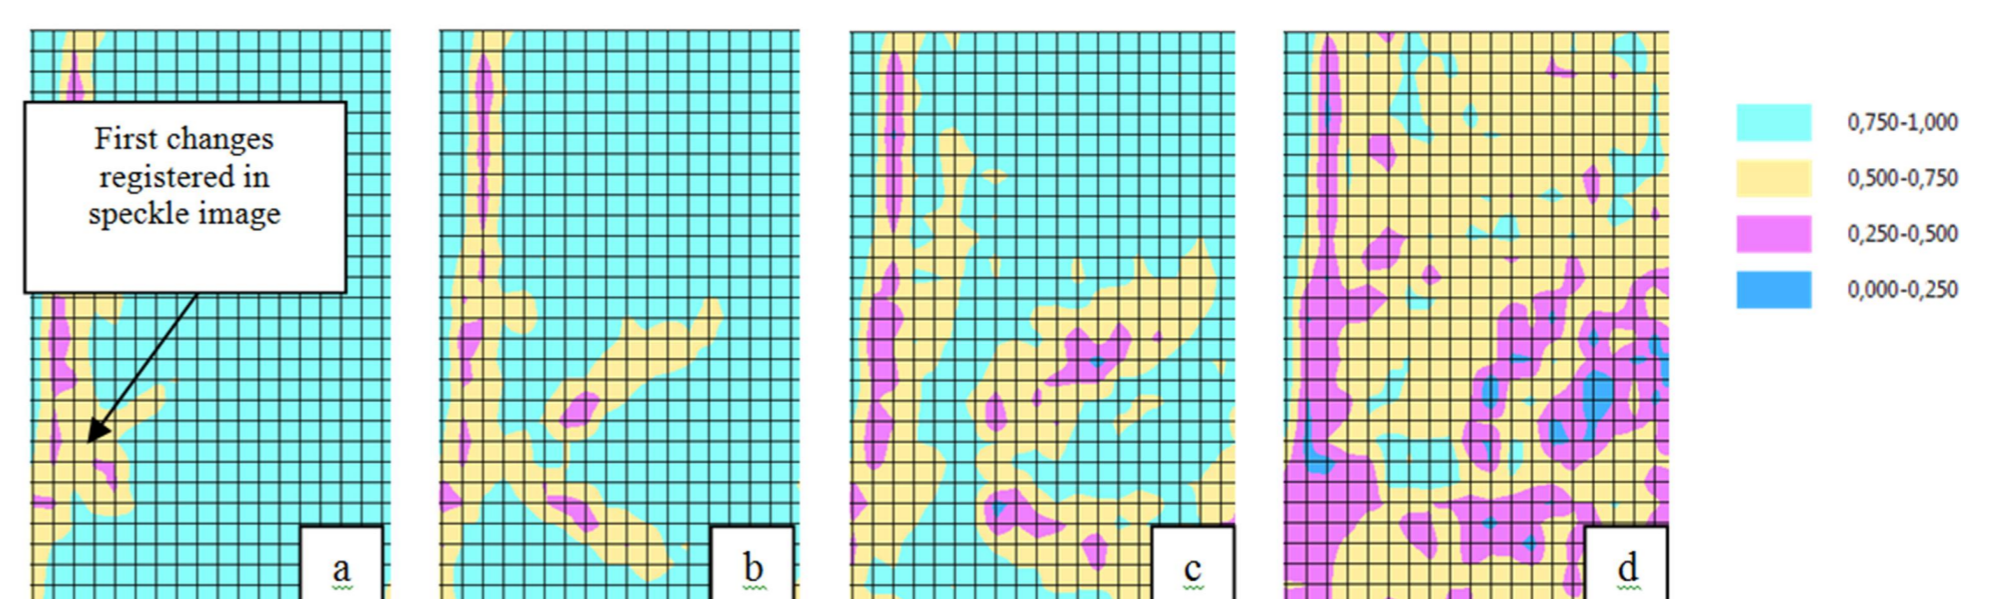 First changes
registered in
speckle image
a
b
c
d
0,750-1,000
0,500-0,750
0,250-0,500
0,000-0,250